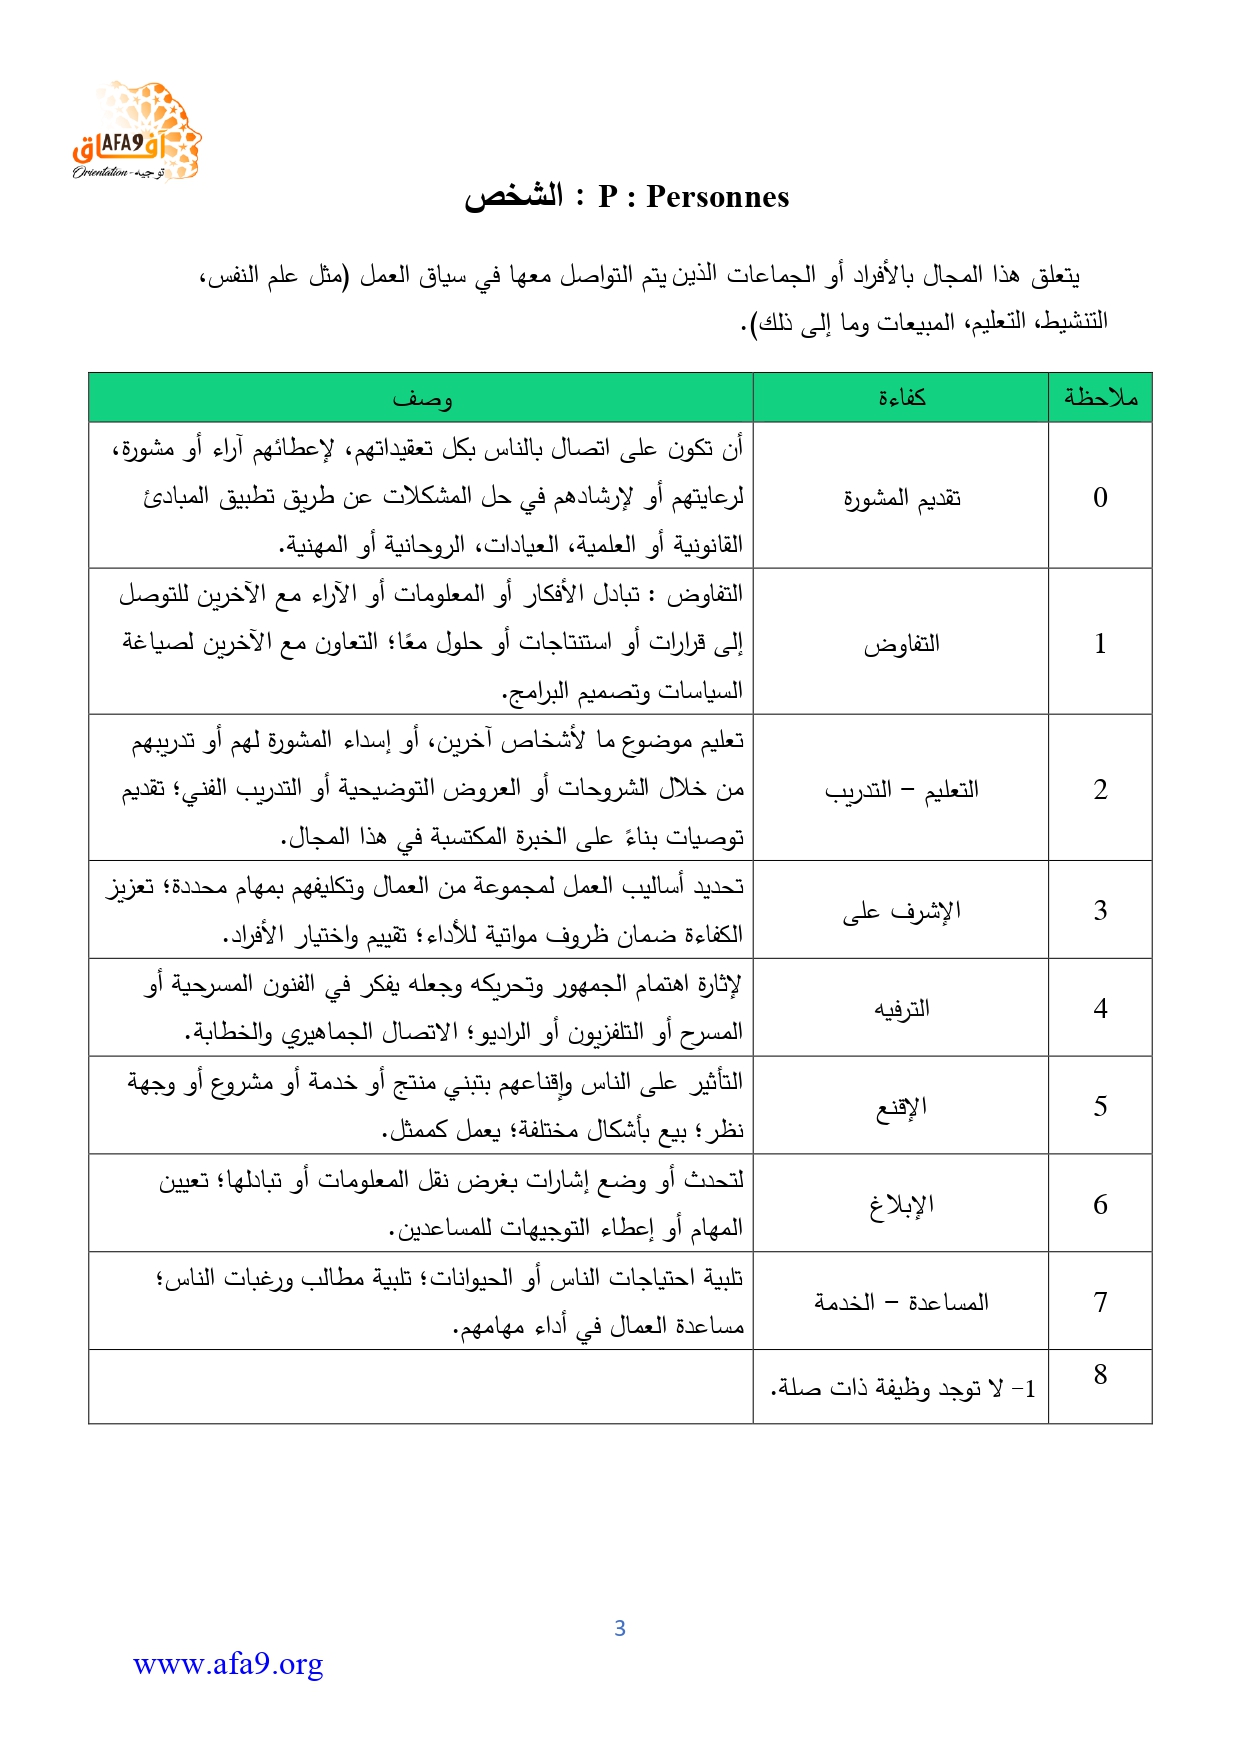 آفاق AFA9
Orientation - توجيه
P : Personnes : الشخص
يتعلق هذا المجال بالأفراد أو الجماعات الذين يتم التواصل معها في سياق العمل (مثل علم النفس،
التنشيط، التعليم، المبيعات وما إلى ذلك).
ملاحظة كفاءة وصف
0 تقديم المشورة
أن تكون على اتصال بالناس بكل تعقيداتهم، لإعطائهم آراء أو مشورة،
لرعايتهم أو لإرشادهم في حل المشكلات عن طريق تطبيق المبادئ
القانونية أو العلمية، العيادات، الروحانية أو المهنية.
1 التفاوض
التفاوض : تبادل الأفكار أو المعلومات أو الآراء مع الآخرين للتوصل
إلى قرارات أو استنتاجات أو حلول معًا؛ التعاون مع الآخرين لصياغة
السياسات وتصميم البرامج.
2 التعليم – التدريب
تعليم موضوع ما لأشخاص آخرين، أو إسداء المشورة لهم أو تدريبهم
من خلال الشروحات أو العروض التوضيحية أو التدريب الفني؛ تقديم
توصيات بناءً على الخبرة المكتسبة في هذا المجال.
3 الإشرف على
تحديد أساليب العمل لمجموعة من العمال وتكليفهم بمهام محددة؛ تعزيز
الكفاءة ضمان ظروف مواتية للأداء؛ تقييم واختيار الأفراد.
4 الترفيه
لإثارة اهتمام الجمهور وتحريكه وجعله يفكر في الفنون المسرحية أو
المسرح أو التلفزيون أو الراديو؛ الاتصال الجماهيري والخطابة.
5 الإقنع
التأثير على الناس وإقناعهم بتبني منتج أو خدمة أو مشروع أو وجهة
نظر؛ بيع بأشكال مختلفة؛ يعمل كممثل.
6 الإبلاغ
لتحدث أو وضع إشارات بغرض نقل المعلومات أو تبادلها؛ تعيين
المهام أو إعطاء التوجيهات للمساعدين.
7 المساعدة – الخدمة
تلبية احتياجات الناس أو الحيوانات؛ تلبية مطالب ورغبات الناس؛
مساعدة العمال في أداء مهامهم.
8 1- لا توجد وظيفة ذات صلة.
3
www.afa9.org